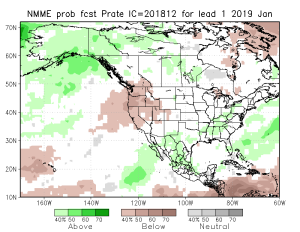 NMME prob fcst Prate IC=201812 for lead 1 2019 Jan
70N
60N
50N
40N
30N
20N
10N
160W 140W 120W 100W 80W 60W
40% 50 60 70 40% 50 60 70 40% 50 60 70
Above Below Neutral